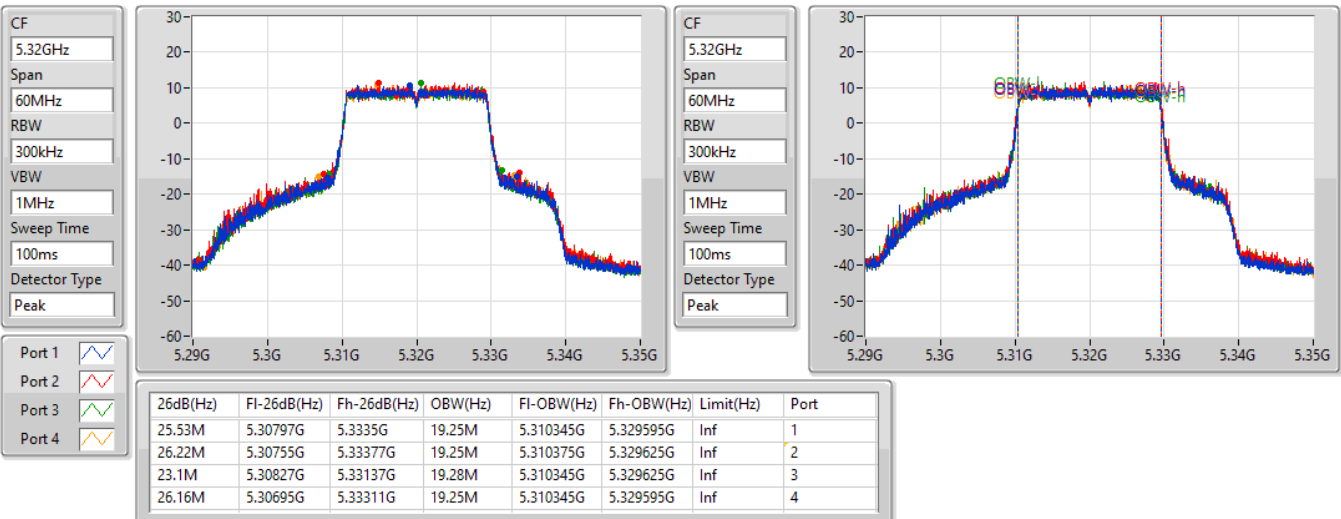 CF
5.32GHz
Span
60MHz
RBW
300kHz
VBW
1MHz
Sweep Time
100ms
Detector Type
Peak
30
20
10
0
-10
-20
-30
-40
-50
-60
5.29G 5.3G 5.31G 5.32G 5.33G 5.34G 5.35G
CF
5.32GHz
Span
60MHz
RBW
300kHz
VBW
1MHz
Sweep Time
100ms
Detector Type
Peak
30
20
10
0
-10
-20
-30
-40
-50
-60
5.29G 5.3G 5.31G 5.32G 5.33G 5.34G 5.35G
Port 1
Port 2
Port 3
Port 4
26dB(Hz) Fl-26dB(Hz) Fh-26dB(Hz) OBW(Hz) Fl-OBW(Hz) Fh-OBW(Hz) Limit(Hz) Port
25.53M 5.30797G 5.3335G 19.25M 5.310345G 5.329595G Inf 1
26.22M 5.30755G 5.33377G 19.25M 5.310375G 5.329625G Inf 2
23.1M 5.30827G 5.33137G 19.28M 5.310345G 5.329625G Inf 3
26.16M 5.30695G 5.33311G 19.25M 5.310345G 5.329595G Inf 4